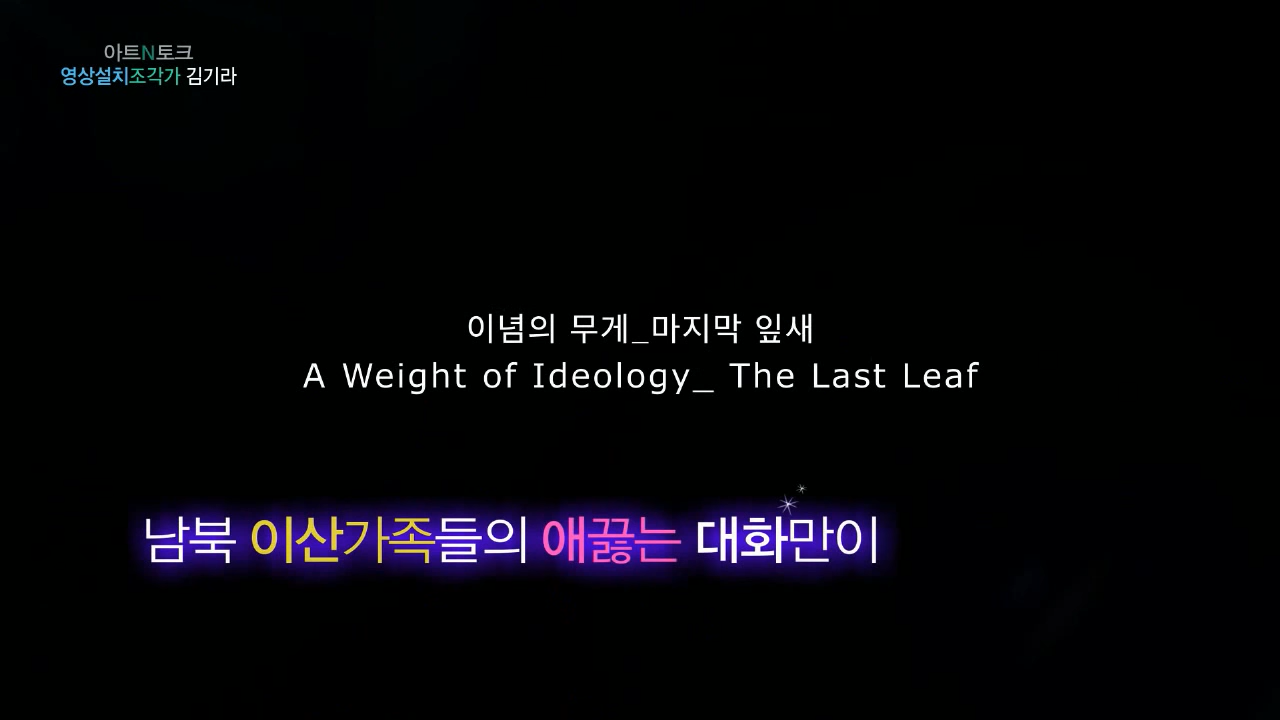 아트N토크
영상설치조각가 김기라
이념의 무게_마지막 잎새
A Weight of Ideology_ The Last Leaf
남북 이산가족들의 애끓는 대화만이